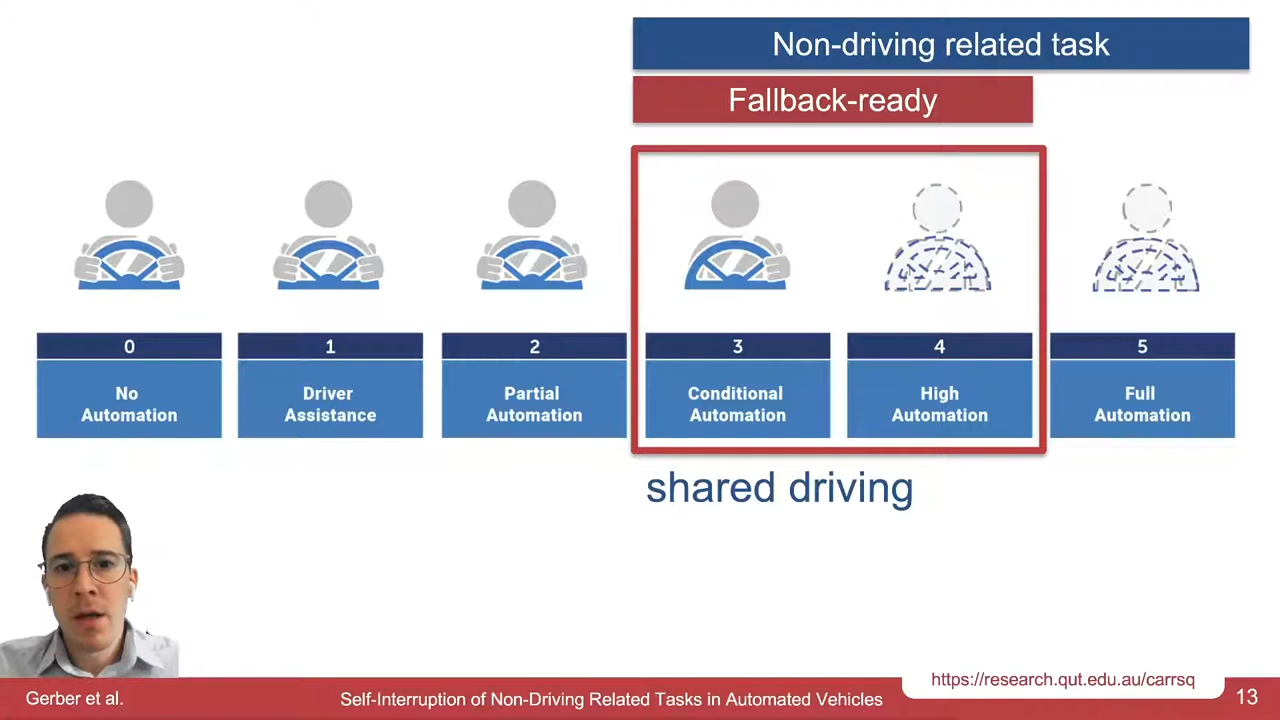 Non-driving related task
Fallback-ready
0
No
Automation
1
Driver
Assistance
2
Partial
Automation
3
Conditional
Automation
4
High
Automation
5
Full
Automation
shared driving
Gerber et al.
Self-Interruption of Non-Driving Related Tasks in Automated Vehicles
https://research.qut.edu.au/carrsq
13